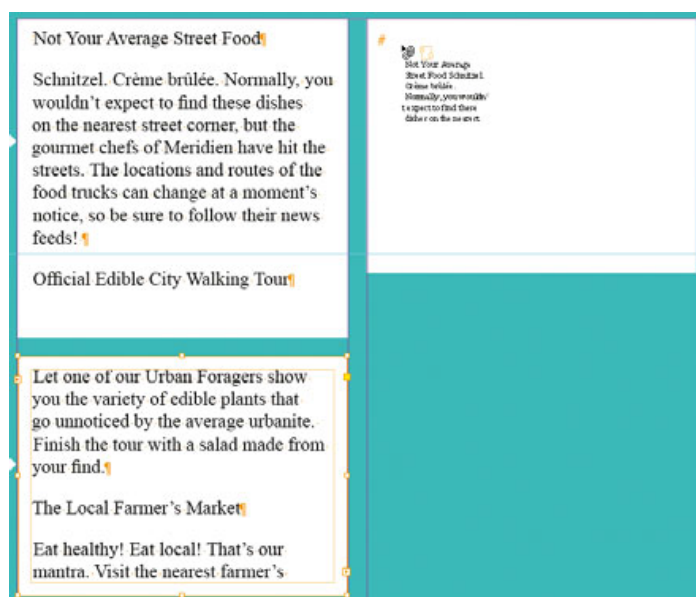 Not Your Average Street Food¶
Schnitzel. Crème brûlée. Normally, you
wouldn’t expect to find these dishes
on the nearest street corner, but the
gourmet chefs of Meridien have hit the
streets. The locations and routes of the
food trucks can change at a moment’s
notice, so be sure to follow their news
feeds! ¶
Official Edible City Walking Tour¶
Let one of our Urban Foragers show
you the variety of edible plants that
go unnoticed by the average urbanite.
Finish the tour with a salad made from
your find.¶
The Local Farmer’s Market¶
Eat healthy! Eat local! That’s our
mantra. Visit the nearest farmer’s
#
Not Your Average
Street Food Schnitzel.
Crème brûlée.
Normally, you wouldn’
t expect to find these
dishes on the nearest